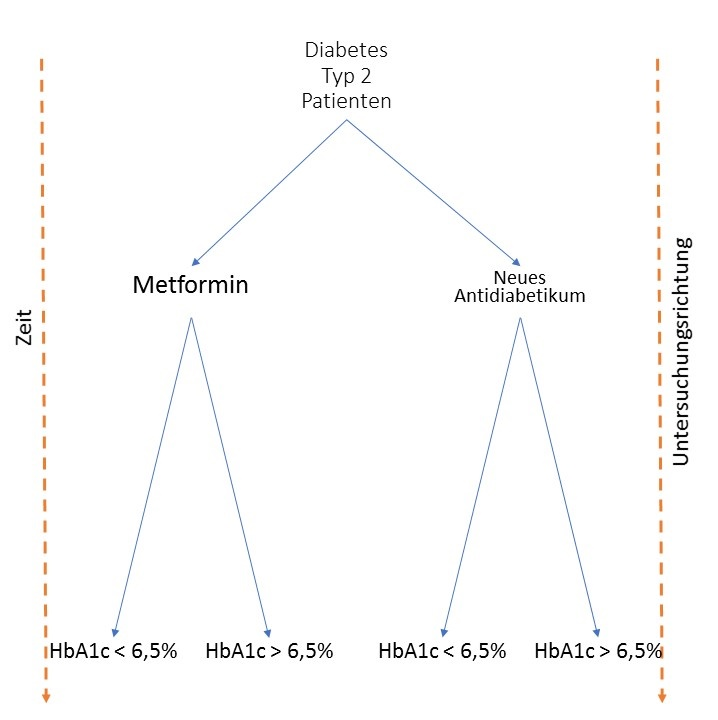 Diabetes
Typ 2
Patienten
Metformin
Neues
Antidiabetikum
Zeit
Untersuchungsrichtung
HbA1c < 6,5%
HbA1c > 6,5%
HbA1c < 6,5%
HbA1c > 6,5%